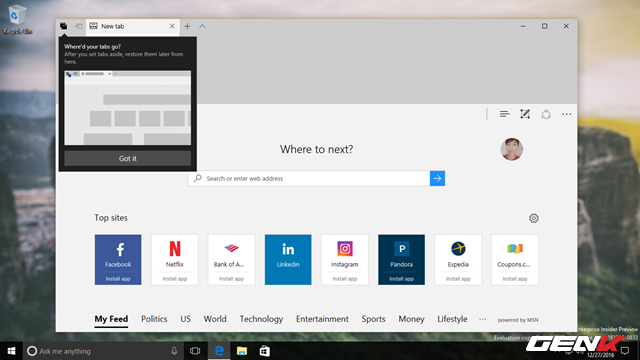 Recycle Bin
New tab
Where'd your tabs go?
After you set tabs aside, restore them later from
here.
Got it
Where to next?
Search or enter web address
Top sites
Facebook
Install app
Netflix
Install app
Bank of A...
Install app
LinkedIn
Install app
Instagram
Install app
Pandora
Install app
Expedia
Install app
Coupons.c...
Install app
My Feed
Politics
US
World
Technology
Entertainment
Sports
Money
Lifestyle
powered by MSN
Enterprise Insider Preview
Evaluation copy.
GENK
Ask me anything
12/27/2016